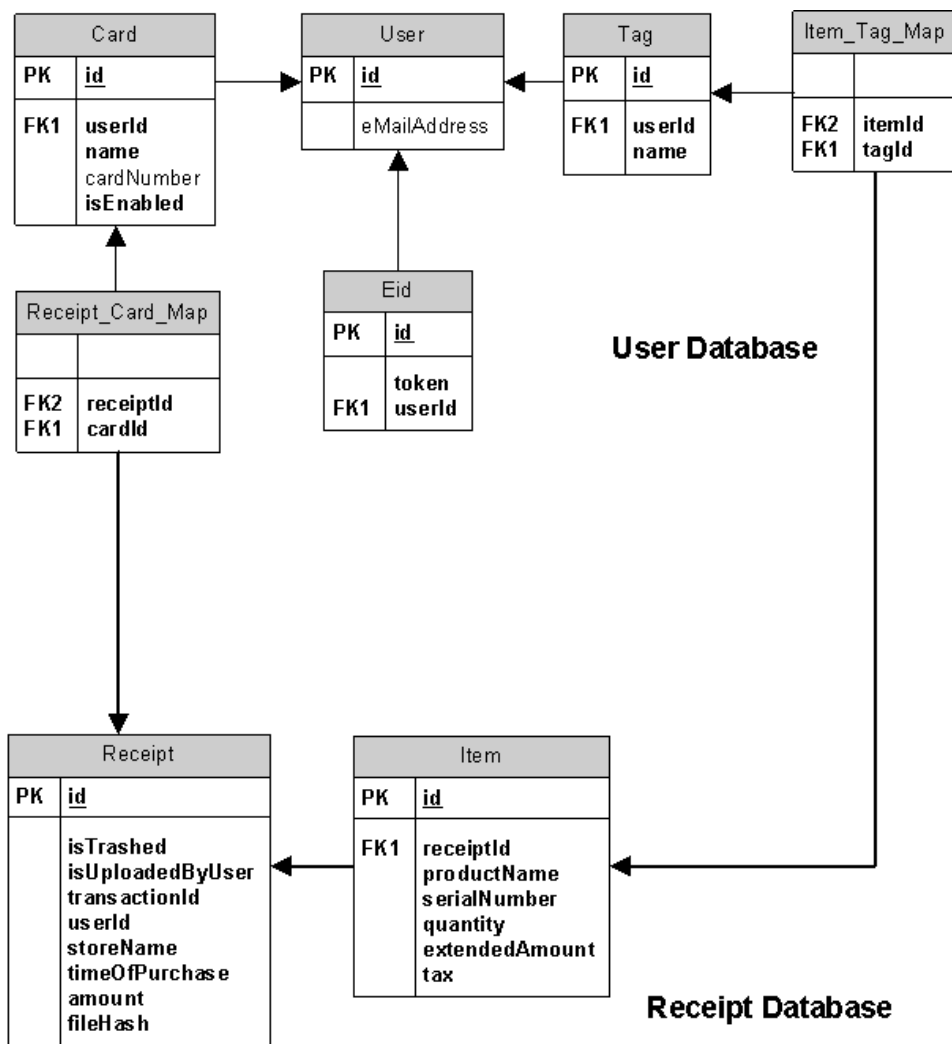 Card
PK id
FK1 userId
name
cardNumber
isEnabled
User
PK id
eMailAddress
Tag
PK id
FK1 userId
name
Item_Tag_Map
FK2 itemId
FK1 tagId
Receipt_Card_Map
FK2 receiptId
FK1 cardId
Eid
PK id
token
FK1 userId
User Database
Receipt
PK id
isTrashed
isUploadedByUser
transactionId
userId
storeName
timeOfPurchase
amount
fileHash
Item
PK id
FK1 receiptId
productName
serialNumber
quantity
extendedAmount
tax
Receipt Database